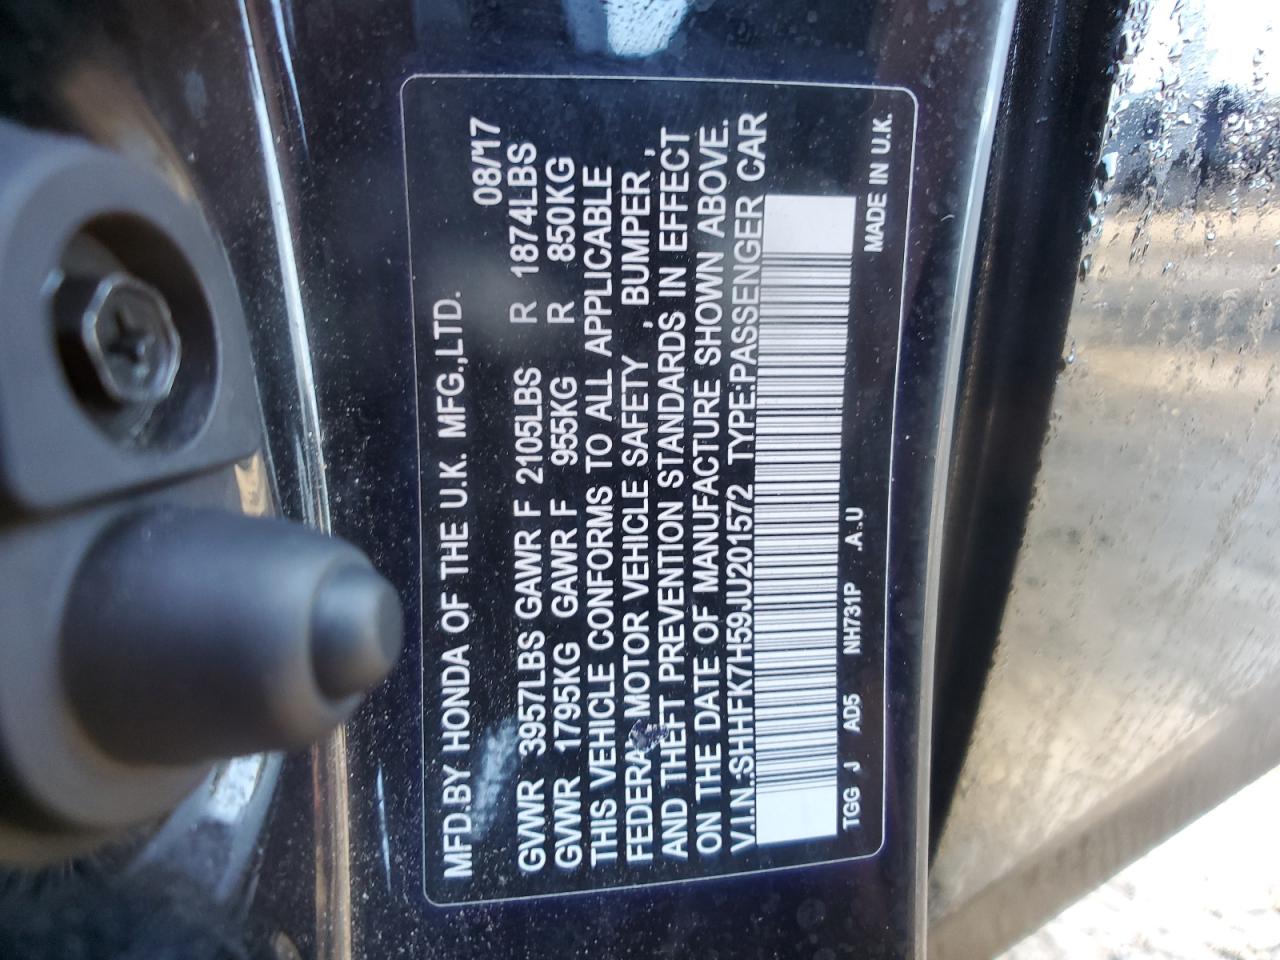 MFD.BY HONDA OF THE U.K. MFG.,LTD. 08/17
GVWR 3957LBS GAWR F 2105LBS R 1874LBS
GVWR 1795KG GAWR F 955KG R 850KG
THIS VEHICLE CONFORMS TO ALL APPLICABLE
FEDERAL MOTOR VEHICLE SAFETY , BUMPER ,
AND THEFT PREVENTION STANDARDS IN EFFECT
ON THE DATE OF MANUFACTURE SHOWN ABOVE.
V.I.N.:SHHFK7H59JU201572 TYPE:PASSENGER CAR
TGG J AD5 NH731P .A.:.U MADE IN U.K.